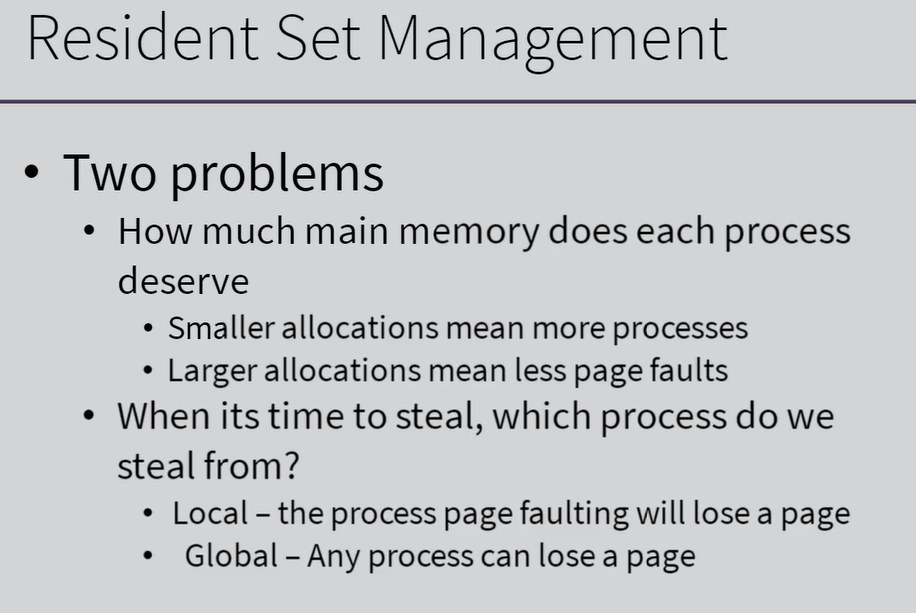 Resident Set Management
• Two problems
• How much main memory does each process
deserve
• Smaller allocations mean more processes
• Larger allocations mean less page faults
• When its time to steal, which process do we
steal from?
• Local – the process page faulting will lose a page
• Global – Any process can lose a page